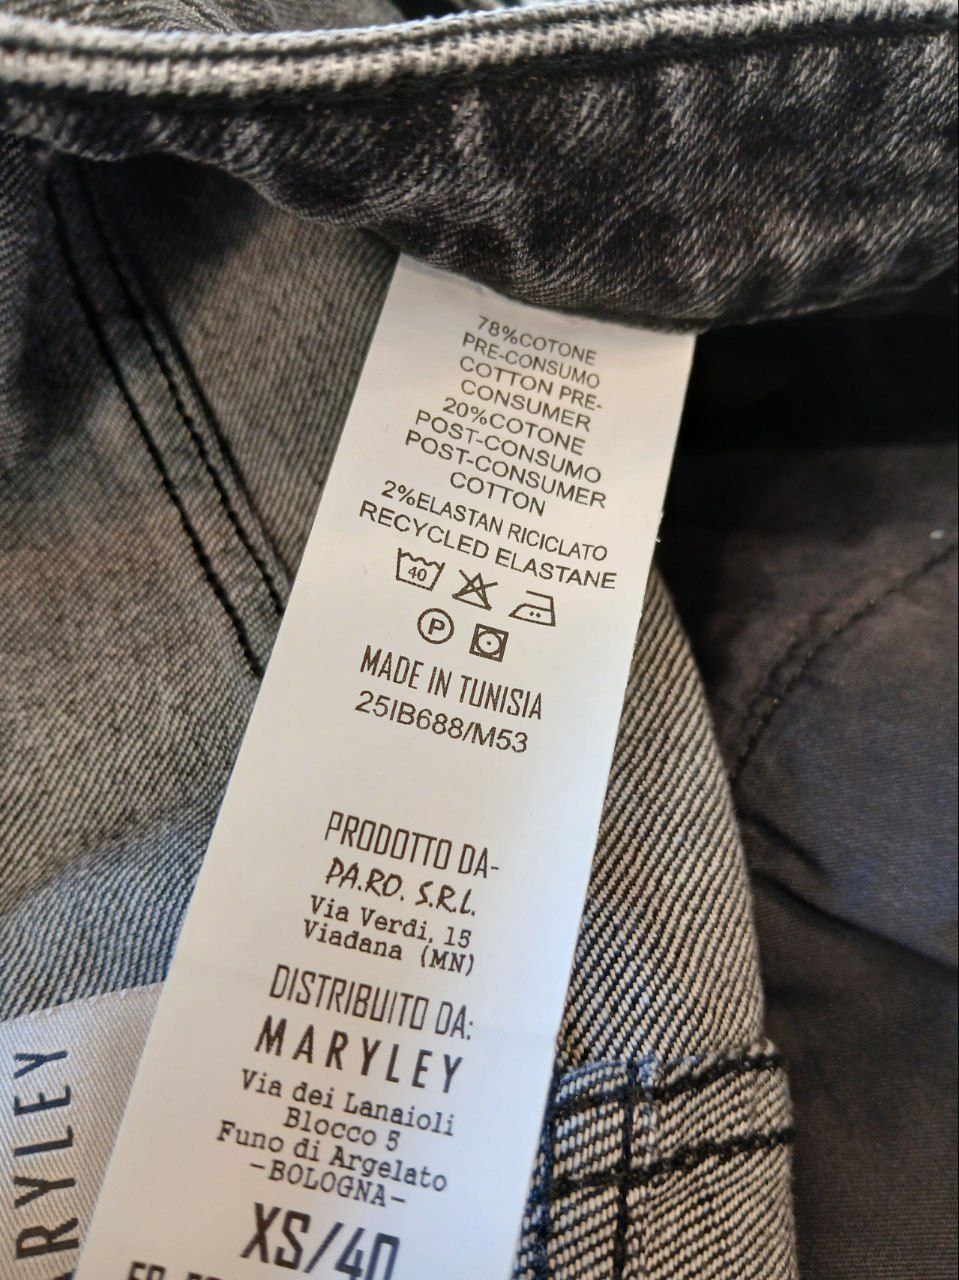 78%COTONE
PRE-CONSUMO
COTTON PRE-
CONSUMER
20%COTONE
POST-CONSUMO
POST-CONSUMER
COTTON
2%ELASTAN RICICLATO
RECYCLED ELASTANE
40
P
MADE IN TUNISIA
25IB688/M53
PRODOTTO DA-
PA.RO. S.R.L.
Via Verdi, 15
Viadana (MN)
DISTRIBUITO DA:
MARYLEY
Via dei Lanaioli
Blocco 5
Funo di Argelato
-BOLOGNA-
XS/40
ARYLEY